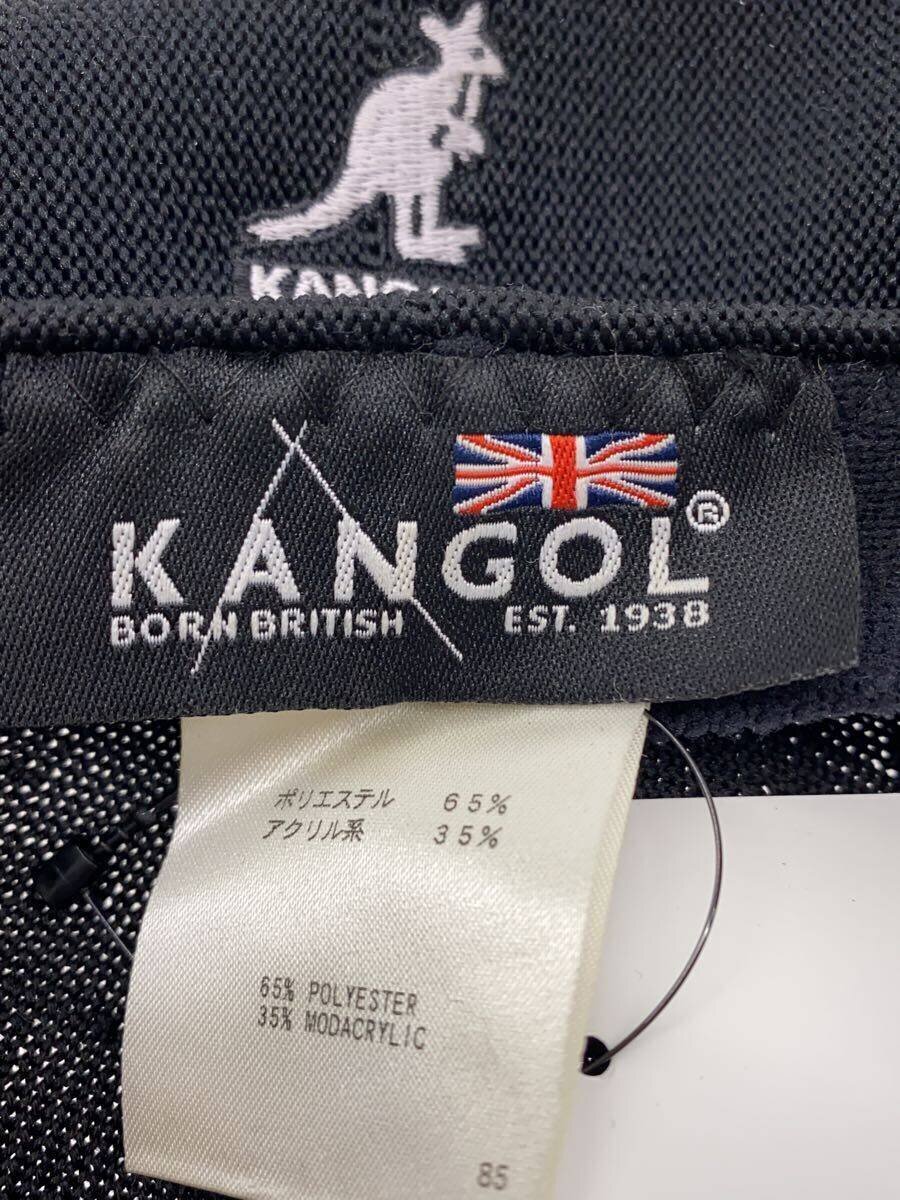 KANGOL
KANGOL®
BORN BRITISH EST. 1938
ポリエステル 65%
アクリル系 35%
65% POLYESTER
35% MODACRYLIC
85